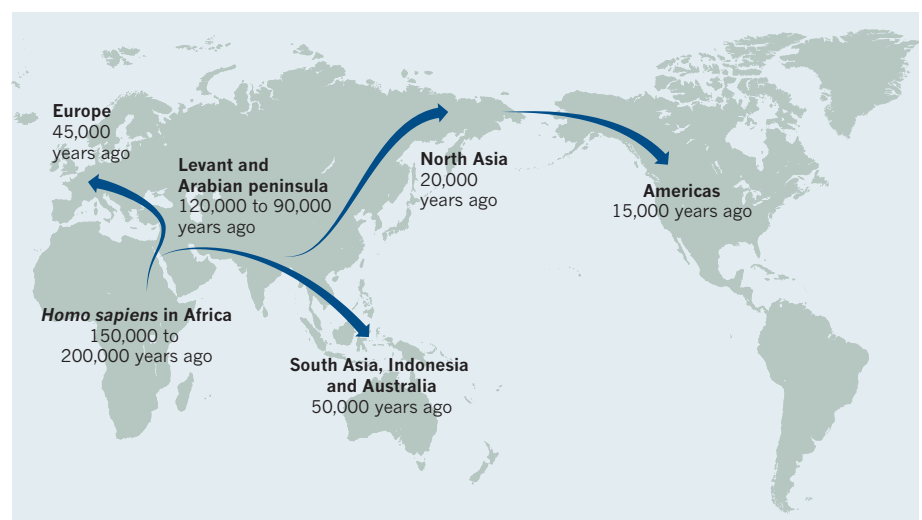 Europe
45,000
years ago
Levant and
Arabian peninsula
120,000 to 90,000
years ago
North Asia
20,000
years ago
Americas
15,000 years ago
Homo sapiens in Africa
150,000 to
200,000 years ago
South Asia, Indonesia
and Australia
50,000 years ago